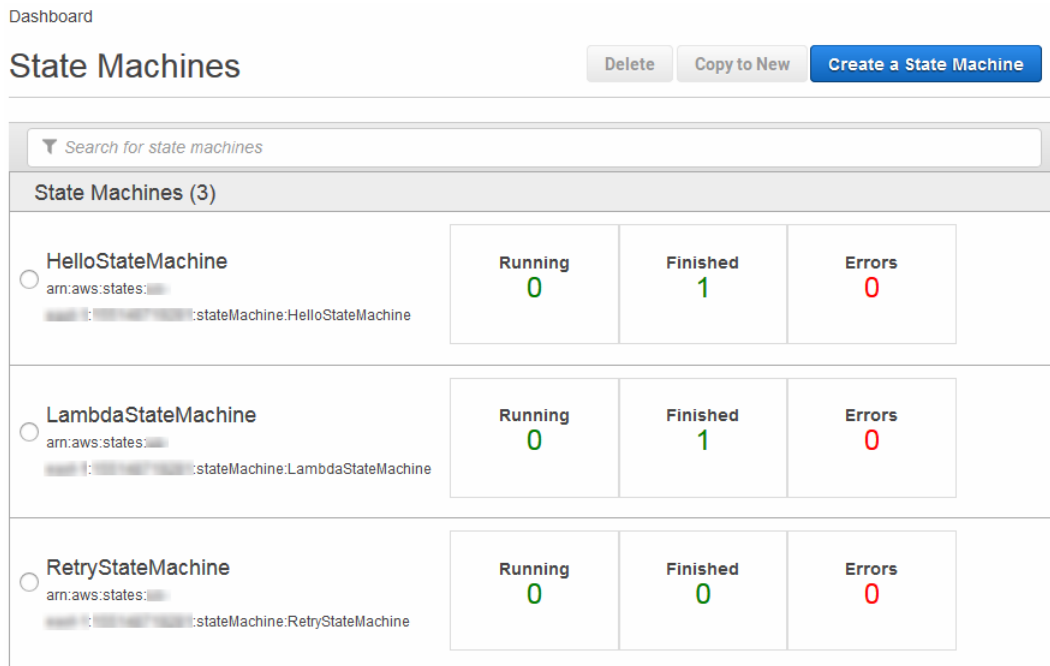 Dashboard
State Machines
Delete
Copy to New
Create a State Machine
Search for state machines
State Machines (3)
HelloStateMachine
arn:aws:states:
:stateMachine:HelloStateMachine
Running
0
Finished
1
Errors
0
LambdaStateMachine
arn:aws:states:
:stateMachine:LambdaStateMachine
Running
0
Finished
1
Errors
0
RetryStateMachine
arn:aws:states:
:stateMachine:RetryStateMachine
Running
0
Finished
0
Errors
0